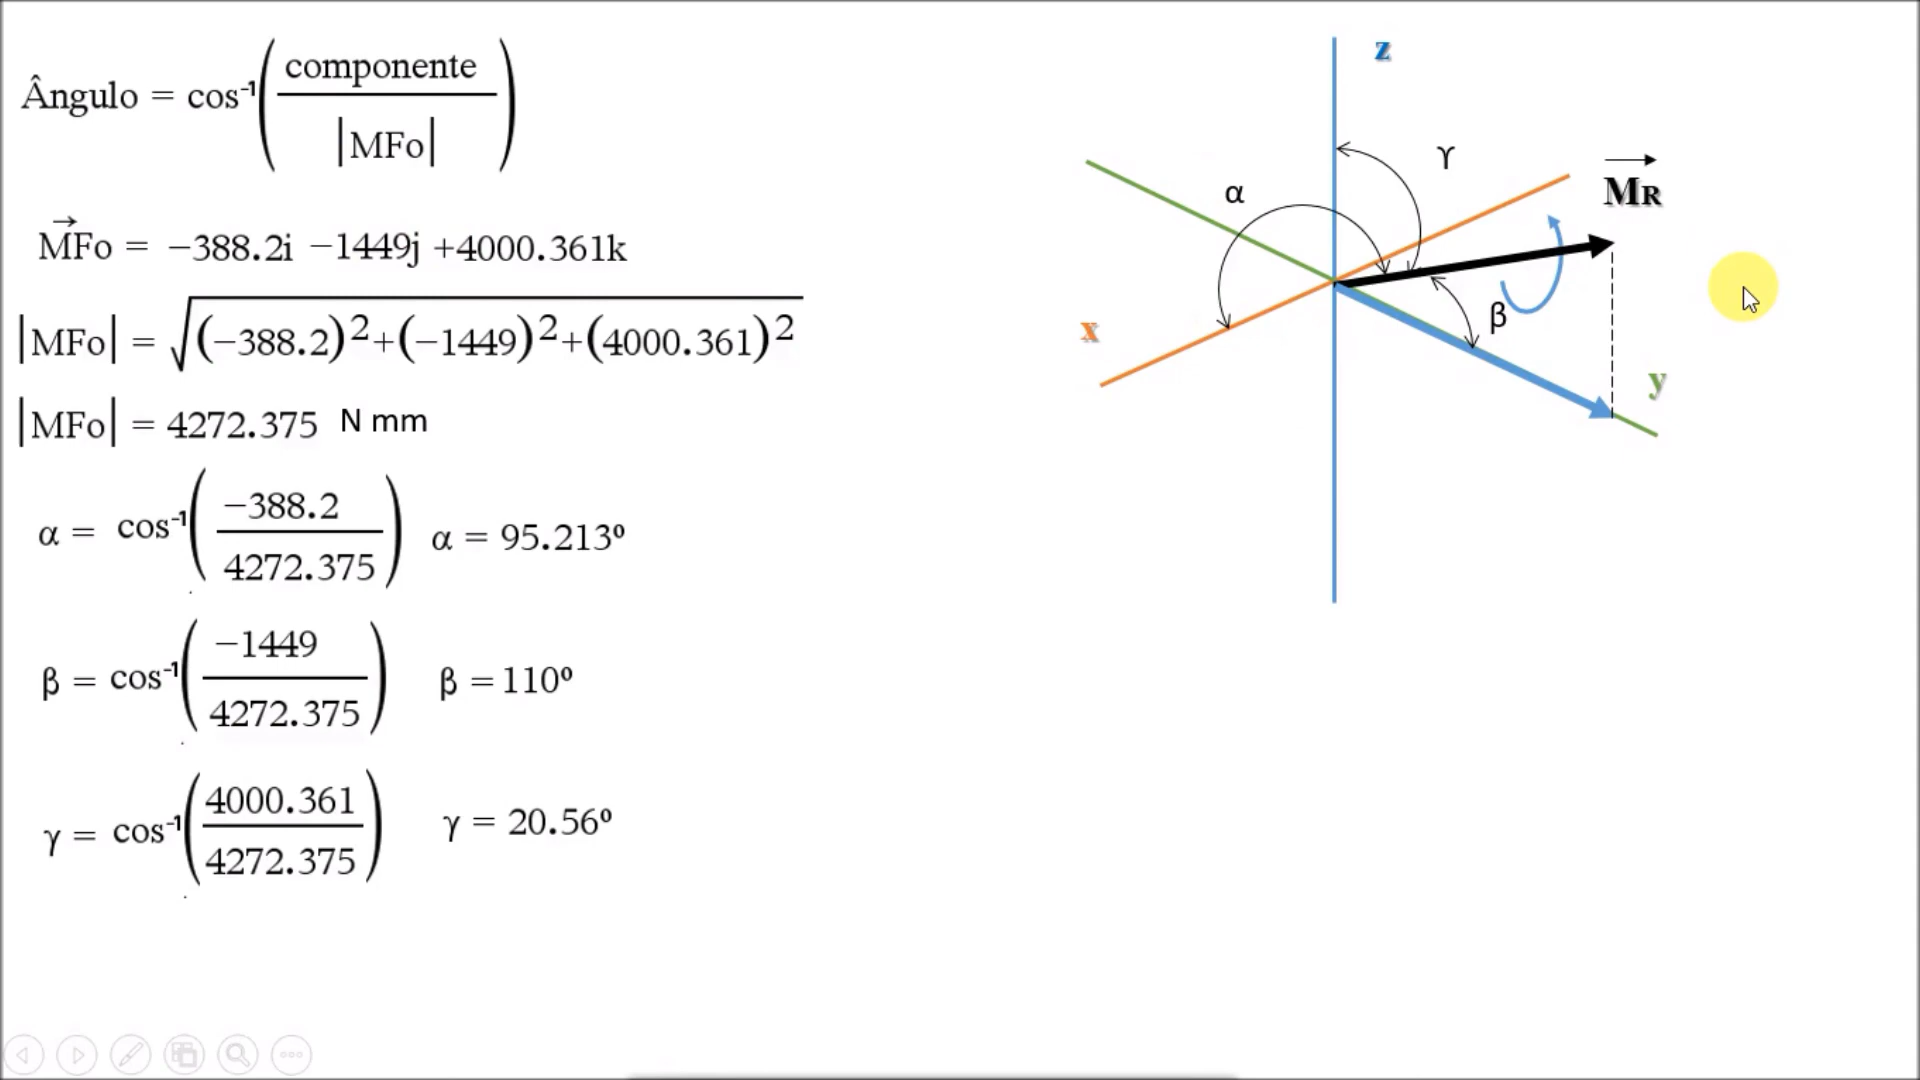 Ângulo = cos⁻¹(componente / |MFo|)
M⃗Fo = −388.2i −1449j +4000.361k
|MFo| = √(−388.2)² +(−1449)² +(4000.361)²
|MFo| = 4272.375 N mm
α = cos⁻¹(−388.2 / 4272.375) α = 95.213º
β = cos⁻¹(−1449 / 4272.375) β = 110º
γ = cos⁻¹(4000.361 / 4272.375) γ = 20.56º
z
ϒ
α
MR
β
x
y